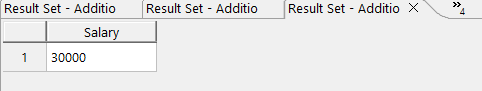 Result Set - Additio Result Set - Additio Result Set - Additio × »4
Salary
1 30000